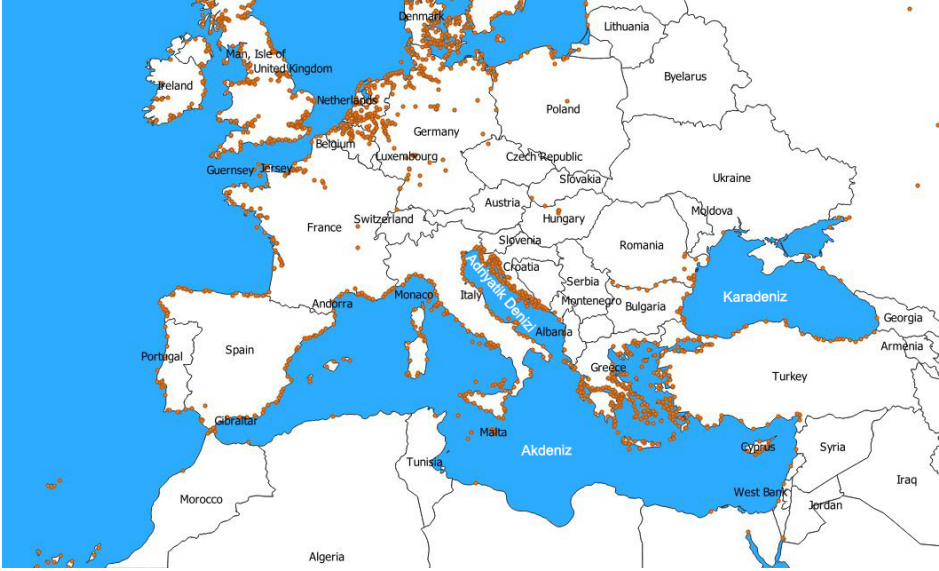 Denmark
Lithuania
Man, Isle of
United Kingdom
Byelarus
Ireland
Netherlands
Poland
Germany
Belgium
Luxembourg
Czech Republic
Guernsey
Jersey
Slovakia
Ukraine
Austria
Moldova
Switzerland
Hungary
France
Slovenia
Romania
Croatia
Adriyatik Denizi
Serbia
Monaco
Italy
Karadeniz
Andorra
Montenegro
Bulgaria
Georgia
Albania
Armenia
Portugal
Spain
Greece
Turkey
Gibraltar
Malta
Akdeniz
Cyprus
Syria
Tunisia
Iraq
West Bank
Morocco
Jordan
Algeria